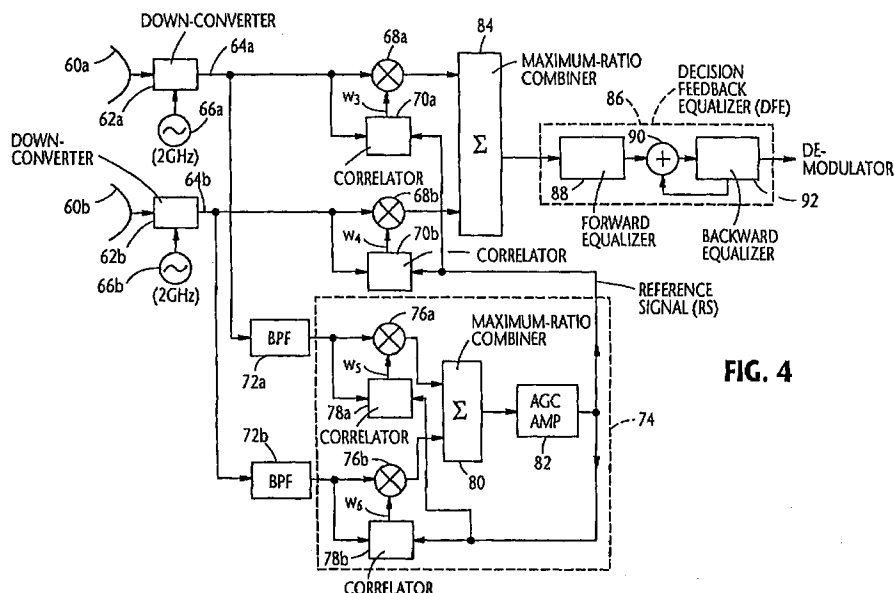 DOWN-CONVERTER
60a
64a
62a
66a
(2GHz)
68a
W3
70a
CORRELATOR
84
MAXIMUM-RATIO
COMBINER
Σ
DECISION
FEEDBACK
EQUALIZER (DFE)
86
90
88
FORWARD
EQUALIZER
BACKWARD
EQUALIZER
92
DE-
MODULATOR
DOWN-
CONVERTER
60b
64b
62b
66b
(2GHz)
68b
W4
70b
CORRELATOR
REFERENCE
SIGNAL (RS)
BPF
72a
76a
W5
78a
CORRELATOR
MAXIMUM-RATIO
COMBINER
Σ
80
AGC
AMP
82
74
72b
BPF
76b
W6
78b
CORRELATOR
FIG. 4